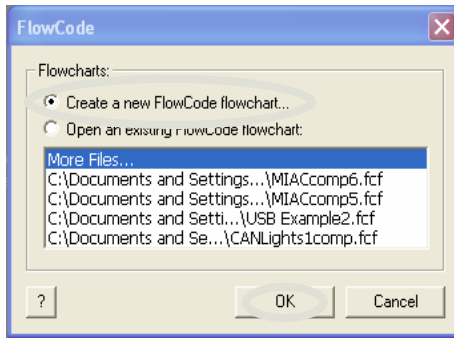 FlowCode
Flowcharts:
Create a new FlowCode flowchart...
Open an existing FlowCode flowchart:
More Files...
C:\Documents and Settings...\MIACcomp6.fcf
C:\Documents and Settings...\MIACcomp5.fcf
C:\Documents and Setti...\USB Example2.fcf
C:\Documents and Se...\CANLights1comp.fcf
? OK Cancel